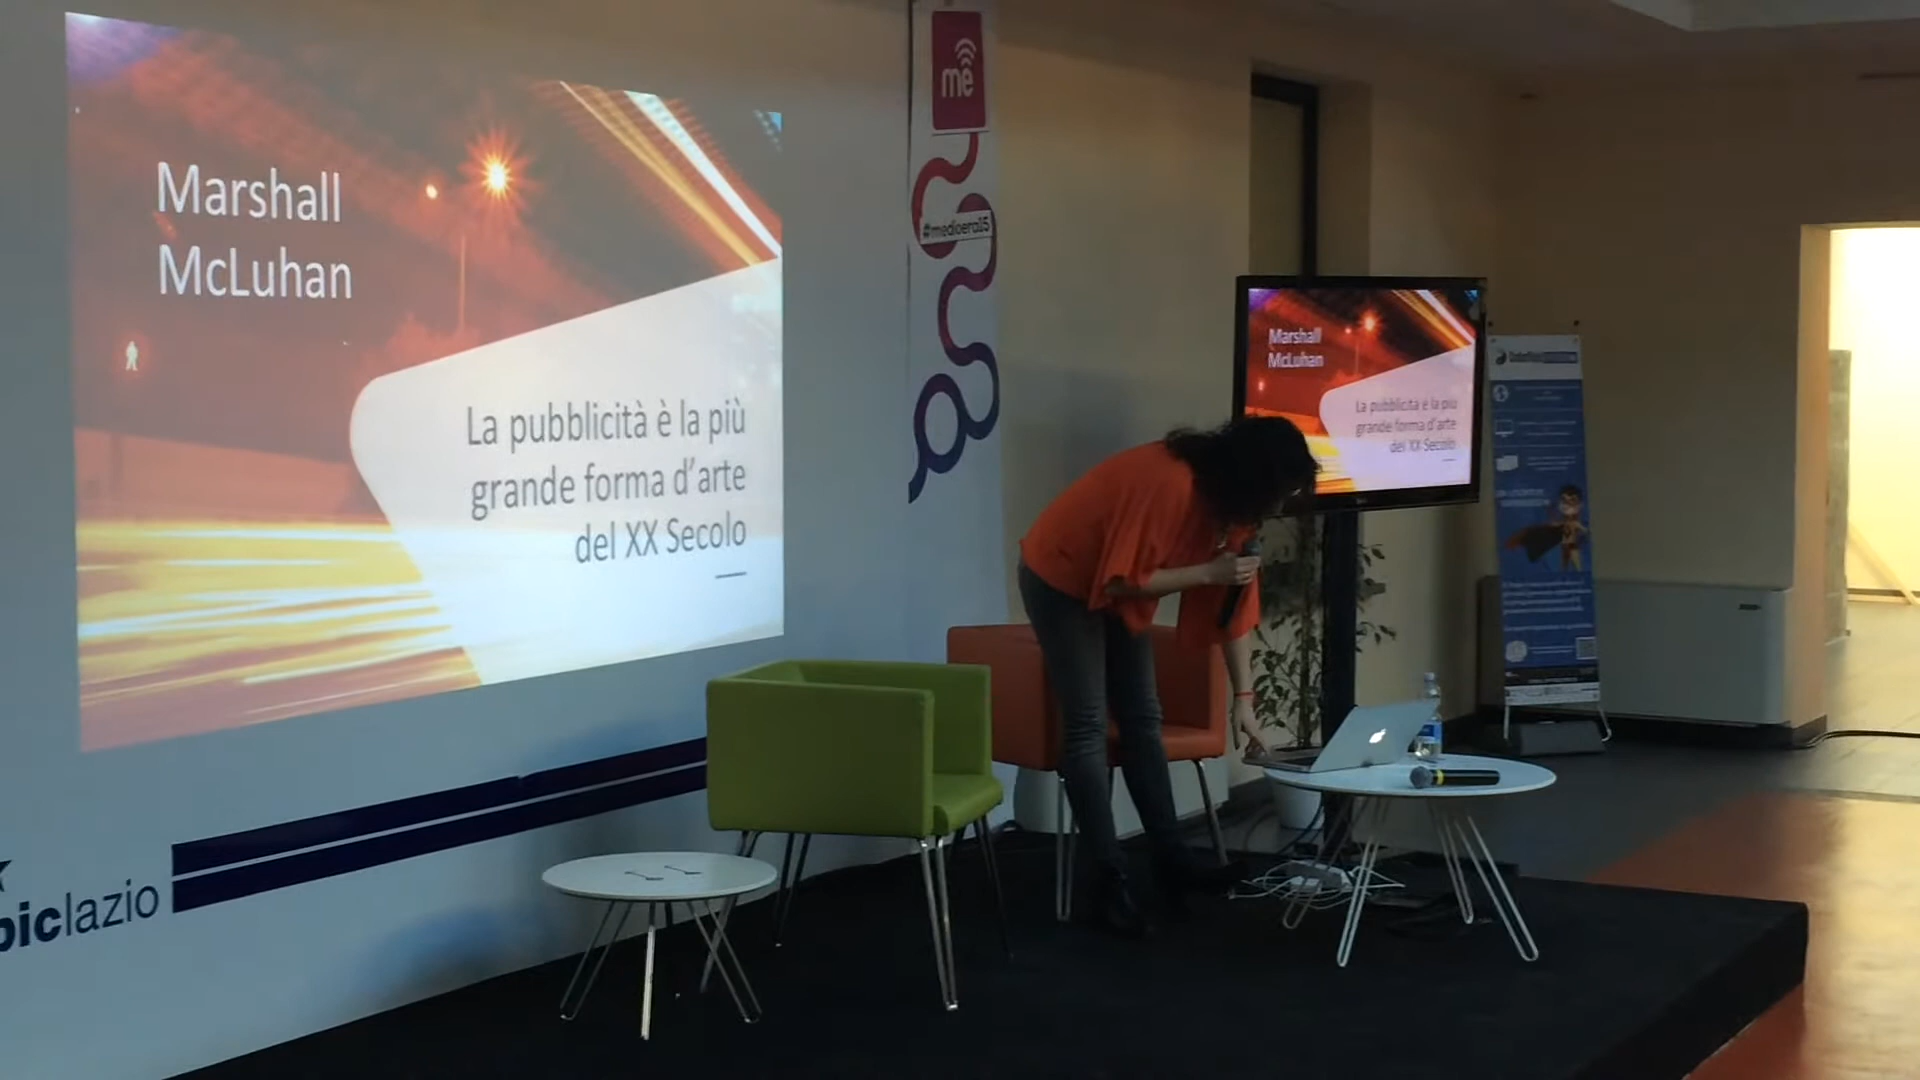 Marshall
McLuhan
La pubblicità è la più
grande forma d'arte
del XX Secolo
me
#medioera15
biclazio
Marshall
McLuhan
La pubblicità è la più
grande forma d'arte
del XX Secolo